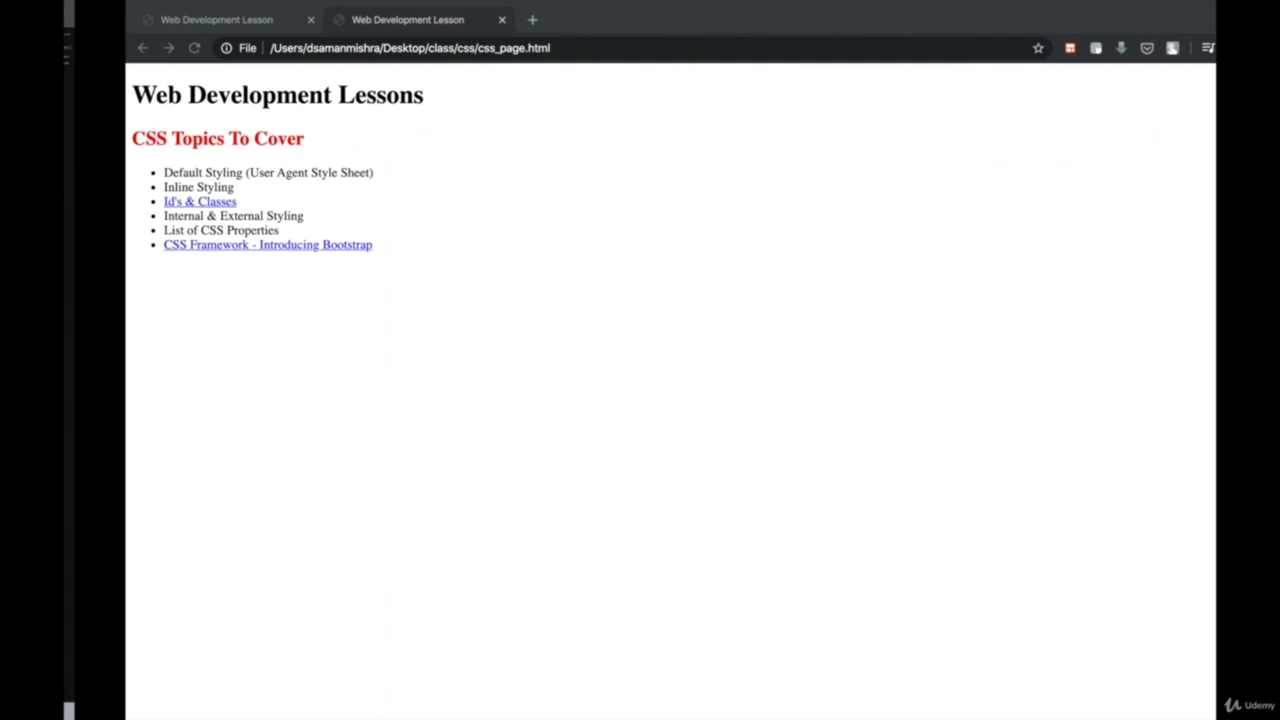 Web Development Lesson
Web Development Lesson
File
/Users/dsamanmishra/Desktop/class/css/css_page.html
Web Development Lessons
CSS Topics To Cover
Default Styling (User Agent Style Sheet)
Inline Styling
Id's & Classes
Internal & External Styling
List of CSS Properties
CSS Framework - Introducing Bootstrap
Udemy